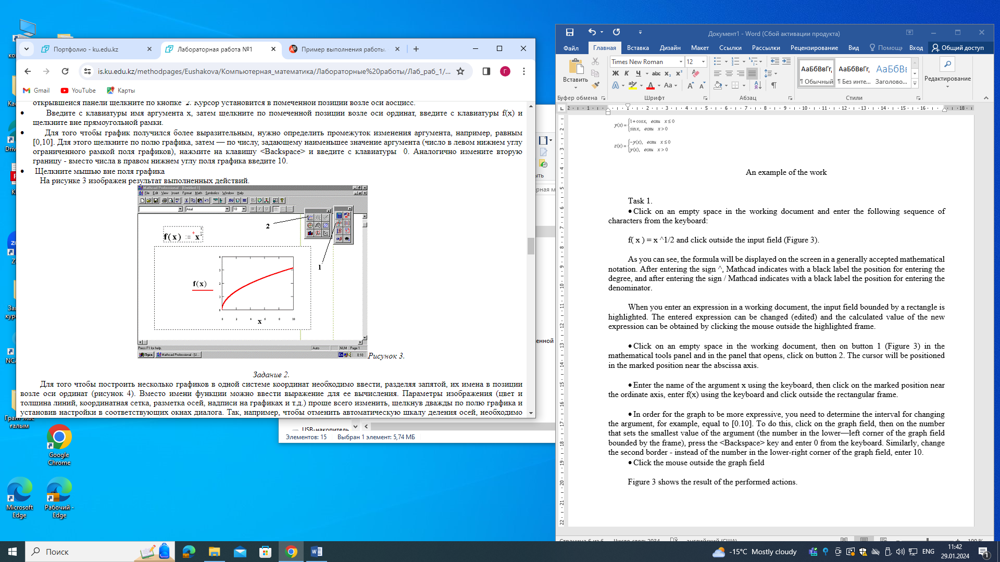 Портфолио - ku.edu.kz
Лабораторная работа №1
Пример выполнения работы.
is.ku.edu.kz/methodpages/Eushakova/Компьютерная_математика/Лабораторные%20работы/Лаб_раб_1/...
Г
Gmail
YouTube
Карты
открывшейся панели щелкните по кнопке 2. Курсор установится в помеченной позиции возле оси абсцисс.
• Введите с клавиатуры имя аргумента x, затем щелкните по помеченной позиции возле оси ординат, введите с клавиатуры f(x) и
щелкните вне прямоугольной рамки.
• Для того чтобы график получился более выразительным, нужно определить промежуток изменения аргумента, например, равным
[0,10]. Для этого щелкните по полю графика, затем — по числу, задающему наименьшее значение аргумента (число в левом нижнем углу
ограниченного рамкой поля графиков), нажмите на клавишу <Backspace> и введите с клавиатуры 0. Аналогично измените вторую
границу - вместо числа в правом нижнем углу поля графика введите 10.
• Щелкните мышью вне поля графика
На рисунке 3 изображен результат выполненных действий.
Mathcad Professional - [Untitled:1]
File Edit View Insert Format Math Symbolics Window Help
Arial 10
2
f(x) := x
1
f(x)
4
3
2
1
0
0 2 4 6 8 10
x
Press F1 for help.
Auto NUM Page 1
Пуск
Mathcad Professional - [U...
En 0:18
Рисунок 3.
Задание 2.
Для того чтобы построить несколько графиков в одной системе координат необходимо ввести, разделяя запятой, их имена в позиции
возле оси ординат (рисунок 4). Вместо имени функции можно ввести выражение для ее вычисления. Параметры изображения (цвет и
толщина линий, координатная сетка, разметка осей, надписи на графиках и т.д.) проще всего изменить, щелкнув дважды по полю графика и
установив настройки в соответствующих окнах диалога. Так, например, чтобы отменить автоматическую шкалу деления осей, необходимо
USB-накопитель
Элементов: 15 Выбран 1 элемент: 5,74 МБ
Google
Chrome
Microsoft
Edge
Рабочий -
Edge
Документ1 - Word (Сбой активации продукта)
Файл
Главная
Вставка
Дизайн
Макет
Ссылки
Рассылки
Рецензирование
Вид
Вход
Общий доступ
Вставить
Times New Roman
12
Ж К Ч abc x₂ x²
АаБбВвГг,
¶ Обычный
АаБбВвГг,
¶ Без инте...
Заголово...
Редактирование
Буфер обмена
Шрифт
Абзац
Стили
y(x) = { 1+cosx, если x≤0
sinx, если x>0
z(x) = { -y(x), если x≤0
y(x), если x>0
An example of the work
Task 1.
•Click on an empty space in the working document and enter the following sequence of
characters from the keyboard:
f( x ) = x ^1/2 and click outside the input field (Figure 3).
As you can see, the formula will be displayed on the screen in a generally accepted mathematical
notation. After entering the sign ^, Mathcad indicates with a black label the position for entering the
degree, and after entering the sign / Mathcad indicates with a black label the position for entering the
denominator.
When you enter an expression in a working document, the input field bounded by a rectangle is
highlighted. The entered expression can be changed (edited) and the calculated value of the new
expression can be obtained by clicking the mouse outside the highlighted frame.
•Click on an empty space in the working document, then on button 1 (Figure 3) in the
mathematical tools panel and in the panel that opens, click on button 2. The cursor will be positioned
in the marked position near the abscissa axis.
•Enter the name of the argument x using the keyboard, then click on the marked position near
the ordinate axis, enter f(x) using the keyboard and click outside the rectangular frame.
•In order for the graph to be more expressive, you need to determine the interval for changing
the argument, for example, equal to [0.10]. To do this, click on the graph field, then on the number
that sets the smallest value of the argument (the number in the lower—left corner of the graph field
bounded by the frame), press the <Backspace> key and enter 0 from the keyboard. Similarly, change
the second border - instead of the number in the lower-right corner of the graph field, enter 10.
•Click the mouse outside the graph field
Figure 3 shows the result of the performed actions.
Поиск
-15°C Mostly cloudy
ENG
11:42
29.01.2024